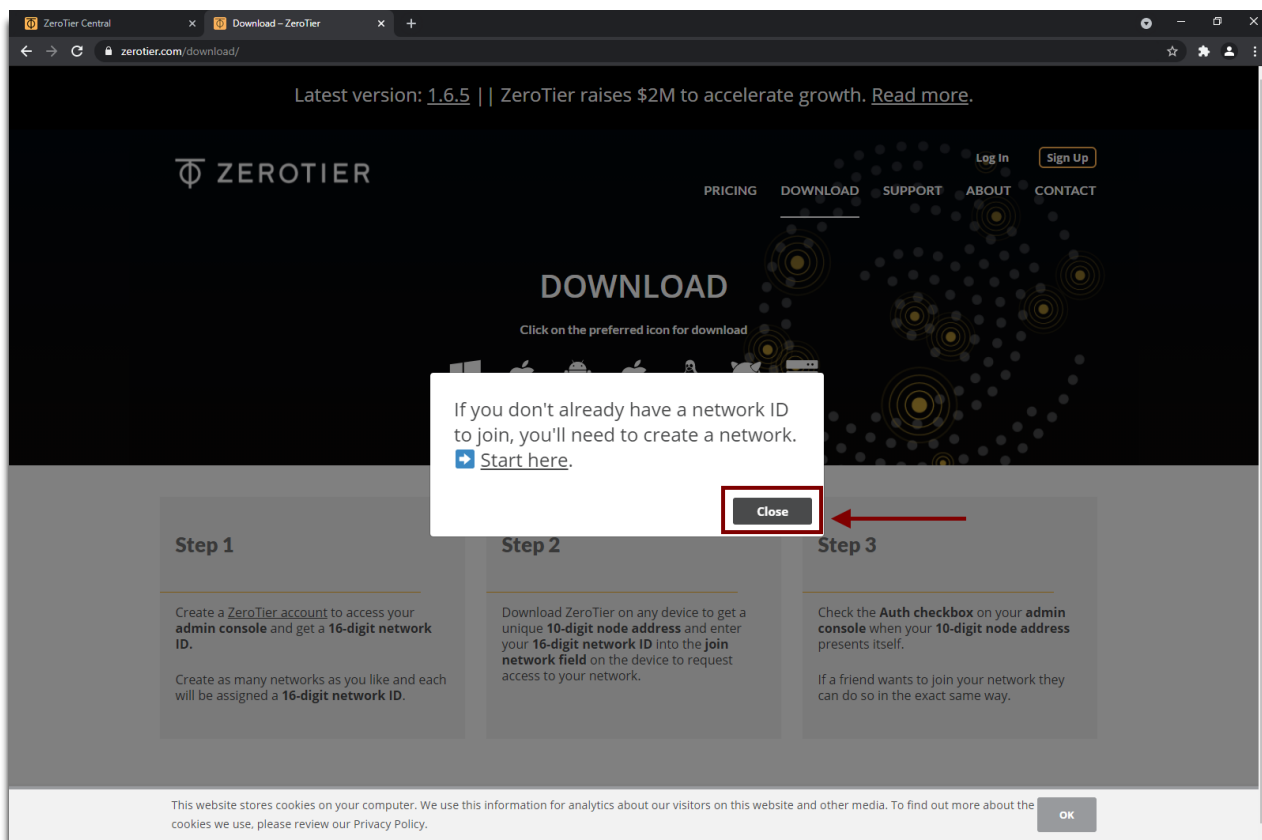 ZeroTier Central
Download – ZeroTier
zerotier.com/download/
Latest version: 1.6.5 || ZeroTier raises $2M to accelerate growth. Read more.
ZEROTIER
Log In
Sign Up
PRICING
DOWNLOAD
SUPPORT
ABOUT
CONTACT
DOWNLOAD
Click on the preferred icon for download
If you don't already have a network ID
to join, you'll need to create a network.
➡ Start here.
Close
Step 1
Create a ZeroTier account to access your
admin console and get a 16-digit network
ID.
Create as many networks as you like and each
will be assigned a 16-digit network ID.
Step 2
Download ZeroTier on any device to get a
unique 10-digit node address and enter
your 16-digit network ID into the join
network field on the device to request
access to your network.
Step 3
Check the Auth checkbox on your admin
console when your 10-digit node address
presents itself.
If a friend wants to join your network they
can do so in the exact same way.
This website stores cookies on your computer. We use this information for analytics about our visitors on this website and other media. To find out more about the
cookies we use, please review our Privacy Policy.
OK